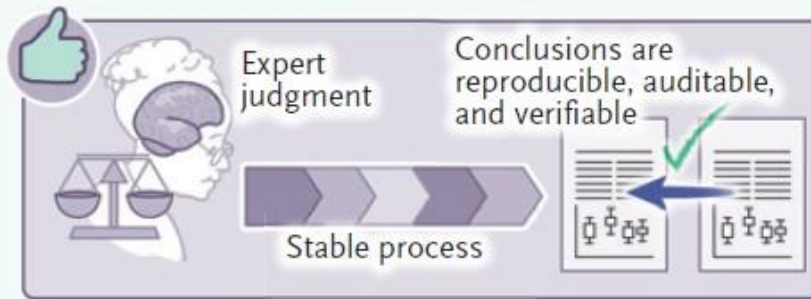 Expert
judgment
Conclusions are
reproducible, auditable,
and verifiable
Stable process